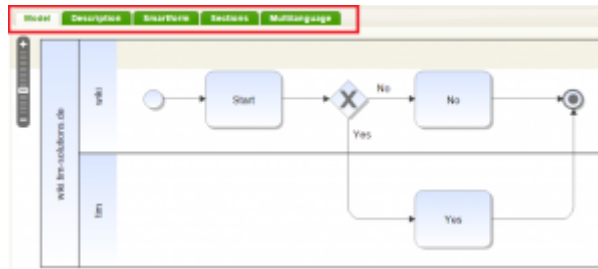 Model Description Smartform Sections Multilanguage
wiki.tim-solutions.de
wiki
Start
No
No
Yes
tim
Yes